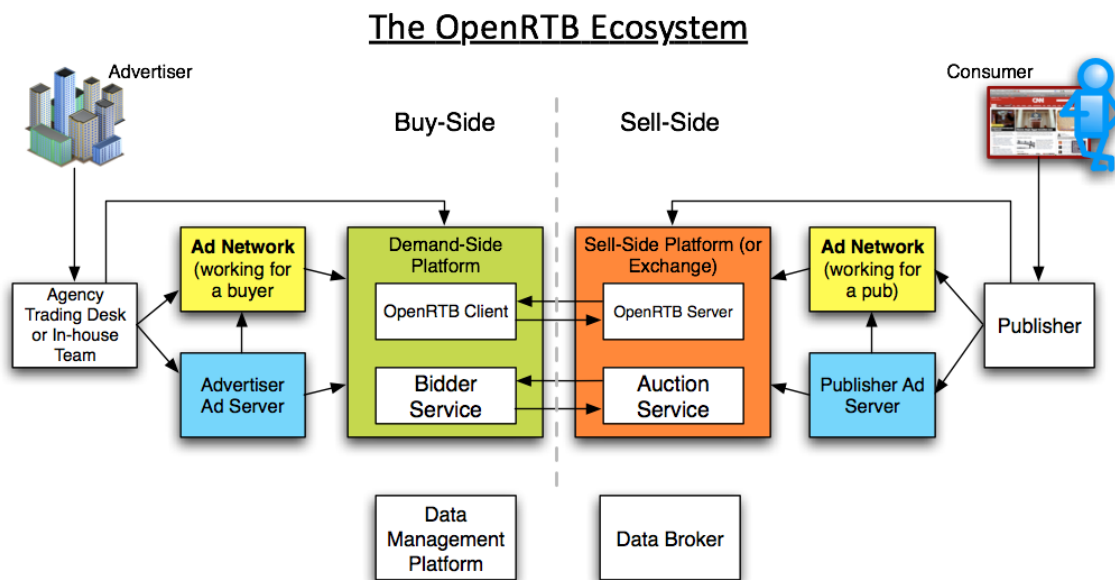 The OpenRTB Ecosystem
Advertiser
Consumer
CNN
Buy-Side
Sell-Side
Ad Network
(working for
a buyer
Demand-Side
Platform
Sell-Side Platform (or
Exchange)
Ad Network
(working for
a pub)
Agency
Trading Desk
or In-house
Team
OpenRTB Client
OpenRTB Server
Publisher
Advertiser
Ad Server
Bidder
Service
Auction
Service
Publisher Ad
Server
Data
Management
Platform
Data Broker